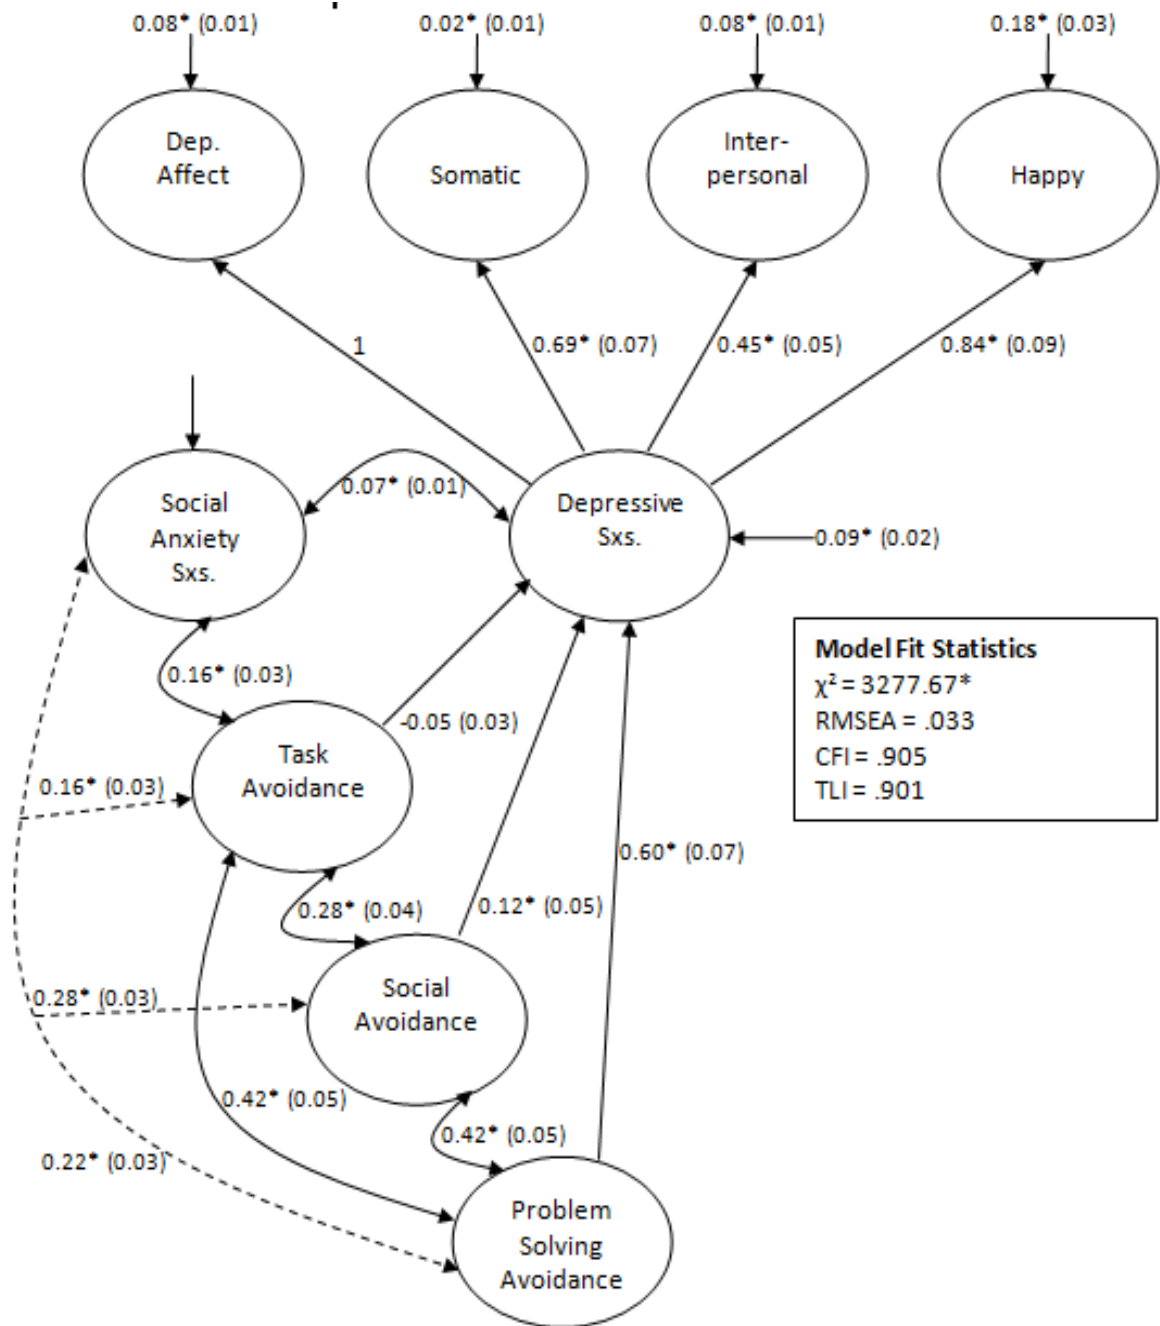 0.08* (0.01)
0.02* (0.01)
0.08* (0.01)
0.18* (0.03)
Dep.
Affect
Somatic
Inter-
personal
Happy
1
0.69* (0.07)
0.45* (0.05)
0.84* (0.09)
Social
Anxiety
Sxs.
0.07* (0.01)
Depressive
Sxs.
0.09* (0.02)
Model Fit Statistics
χ² = 3277.67*
RMSEA = .033
CFI = .905
TLI = .901
0.16* (0.03)
-0.05 (0.03)
Task
Avoidance
0.16* (0.03)
0.60* (0.07)
0.28* (0.04)
0.12* (0.05)
Social
Avoidance
0.28* (0.03)
0.42* (0.05)
0.42* (0.05)
0.22* (0.03)
Problem
Solving
Avoidance